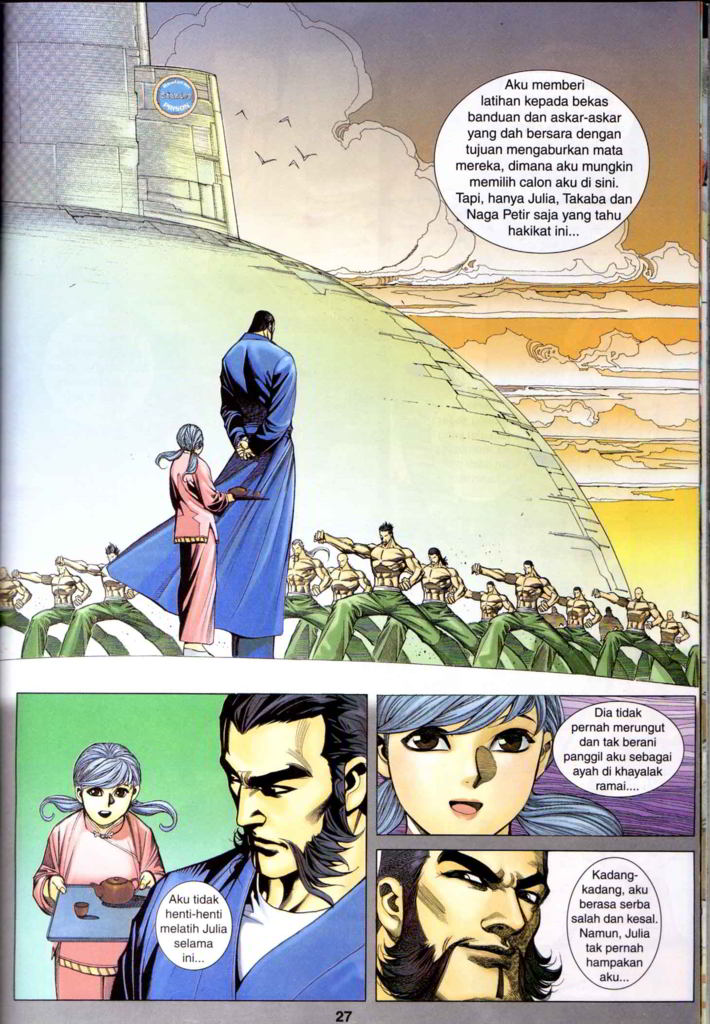 STANLEY
PRISON
Aku memberi
latihan kepada bekas
banduan dan askar-askar
yang dah bersara dengan
tujuan mengaburkan mata
mereka, dimana aku mungkin
memilih calon aku di sini.
Tapi, hanya Julia, Takaba dan
Naga Petir saja yang tahu
hakikat ini...
Aku tidak
henti-henti
melatih Julia
selama
ini...
Dia tidak
pernah merungut
dan tak berani
panggil aku sebagai
ayah di khayalak
ramai....
Kadang-
kadang, aku
berasa serba
salah dan kesal.
Namun, Julia
tak pernah
hampakan
aku...
27